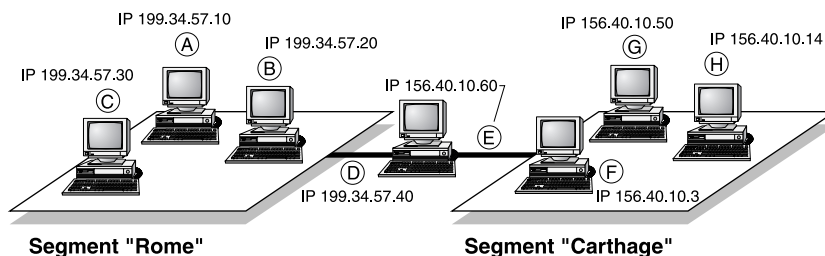 IP 199.34.57.10
A
IP 199.34.57.20
B
IP 199.34.57.30
C
IP 156.40.10.50
G
IP 156.40.10.14
H
IP 156.40.10.60
E
D
IP 199.34.57.40
F
IP 156.40.10.3
Segment "Rome"
Segment "Carthage"